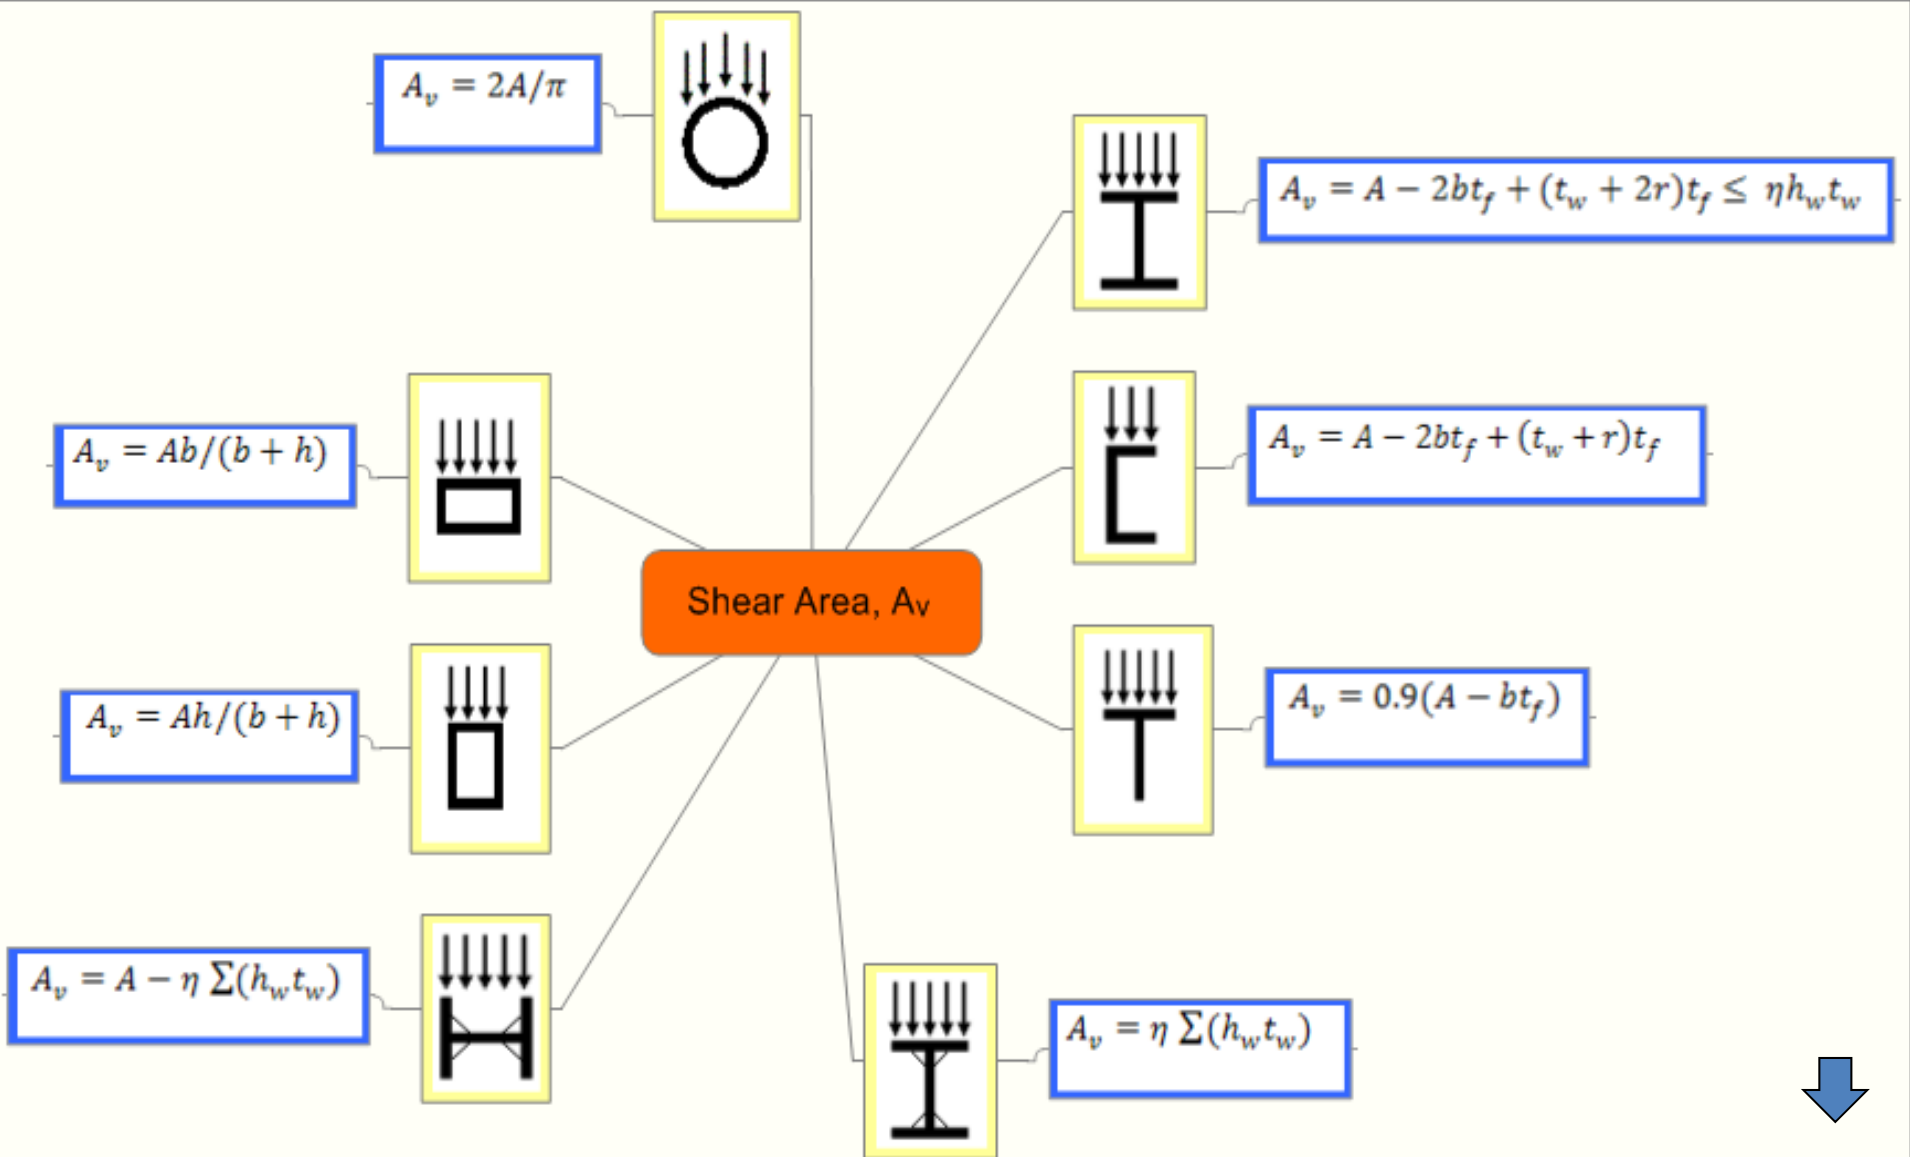 A_v = 2A/π
A_v = A − 2bt_f + (t_w + 2r)t_f ≤ ηh_wt_w
A_v = Ab/(b + h)
A_v = A − 2bt_f + (t_w + r)t_f
Shear Area, Av
A_v = Ah/(b + h)
A_v = 0.9(A − bt_f)
A_v = A − η ∑(h_wt_w)
A_v = η ∑(h_wt_w)